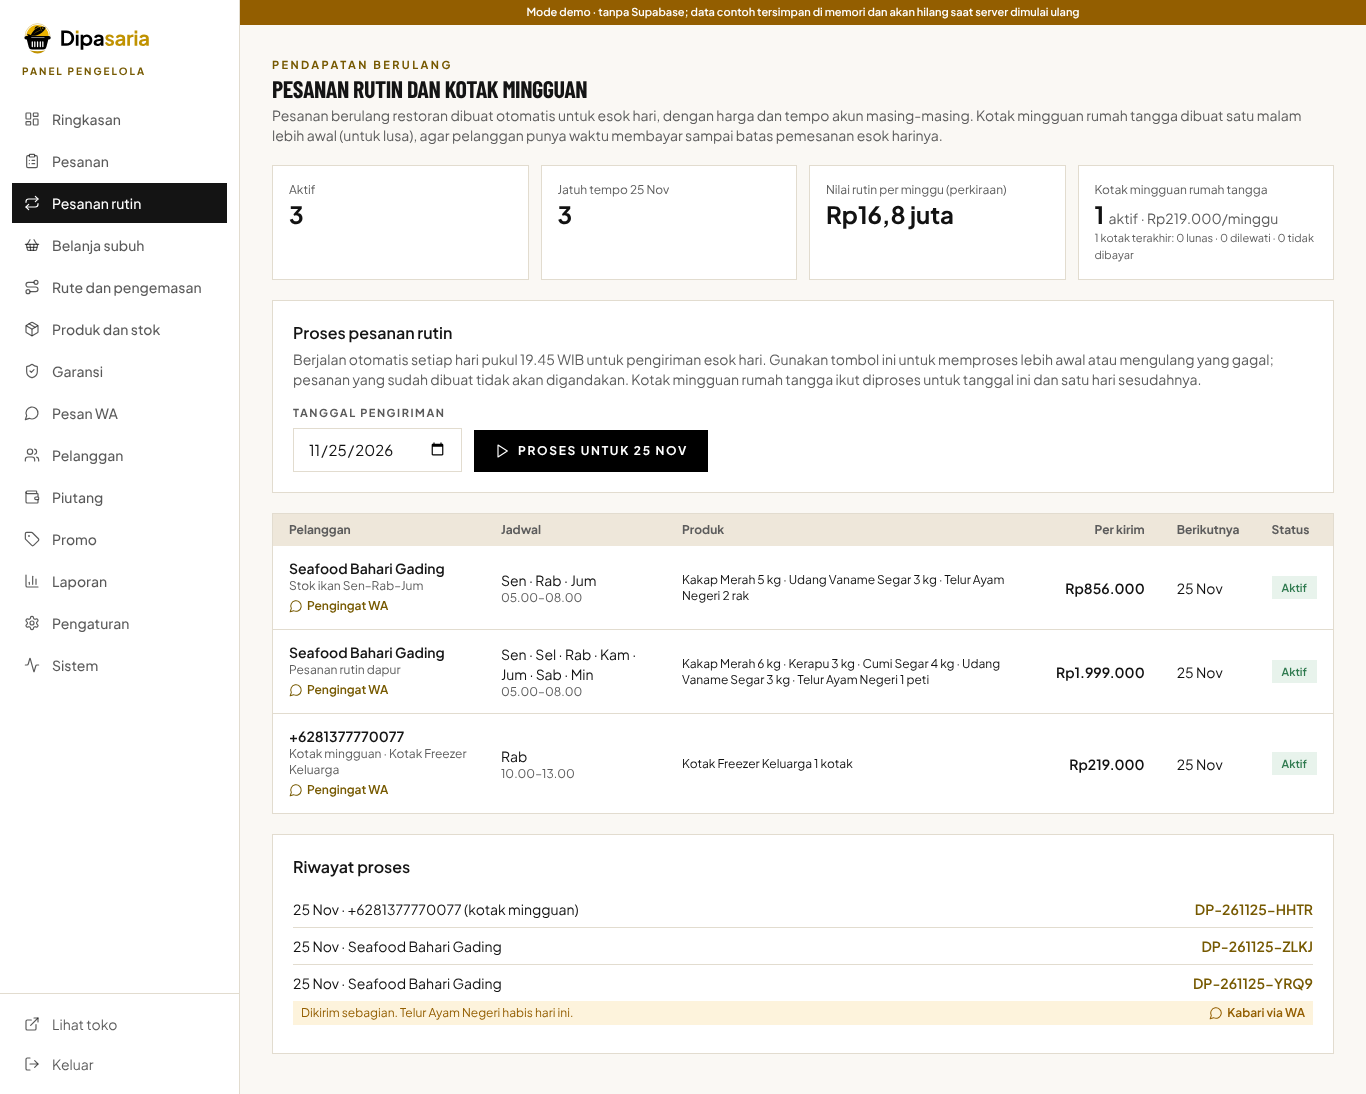 Mode demo · tanpa Supabase; data contoh tersimpan di memori dan akan hilang saat server dimulai ulang
Dipasaria
PANEL PENGELOLA
Ringkasan
Pesanan
Pesanan rutin
Belanja subuh
Rute dan pengemasan
Produk dan stok
Garansi
Pesan WA
Pelanggan
Piutang
Promo
Laporan
Pengaturan
Sistem
Lihat toko
Keluar
PENDAPATAN BERULANG
PESANAN RUTIN DAN KOTAK MINGGUAN
Pesanan berulang restoran dibuat otomatis untuk esok hari, dengan harga dan tempo akun masing-masing. Kotak mingguan rumah tangga dibuat satu malam
lebih awal (untuk lusa), agar pelanggan punya waktu membayar sampai batas pemesanan esok harinya.
Aktif
3
Jatuh tempo 25 Nov
3
Nilai rutin per minggu (perkiraan)
Rp16,8 juta
Kotak mingguan rumah tangga
1 aktif · Rp219.000/minggu
1 kotak terakhir: 0 lunas · 0 dilewati · 0 tidak
dibayar
Proses pesanan rutin
Berjalan otomatis setiap hari pukul 19.45 WIB untuk pengiriman esok hari. Gunakan tombol ini untuk memproses lebih awal atau mengulang yang gagal;
pesanan yang sudah dibuat tidak akan digandakan. Kotak mingguan rumah tangga ikut diproses untuk tanggal ini dan satu hari sesudahnya.
TANGGAL PENGIRIMAN
11/25/2026
PROSES UNTUK 25 NOV
Pelanggan Jadwal Produk Per kirim Berikutnya Status
Seafood Bahari Gading
Stok ikan Sen–Rab–Jum
Pengingat WA
Sen · Rab · Jum
05.00–08.00
Kakap Merah 5 kg · Udang Vaname Segar 3 kg · Telur Ayam
Negeri 2 rak
Rp856.000
25 Nov
Aktif
Seafood Bahari Gading
Pesanan rutin dapur
Pengingat WA
Sen · Sel · Rab · Kam ·
Jum · Sab · Min
05.00–08.00
Kakap Merah 6 kg · Kerapu 3 kg · Cumi Segar 4 kg · Udang
Vaname Segar 3 kg · Telur Ayam Negeri 1 peti
Rp1.999.000
25 Nov
Aktif
+6281377770077
Kotak mingguan · Kotak Freezer
Keluarga
Pengingat WA
Rab
10.00–13.00
Kotak Freezer Keluarga 1 kotak
Rp219.000
25 Nov
Aktif
Riwayat proses
25 Nov · +6281377770077 (kotak mingguan) DP-261125-HHTR
25 Nov · Seafood Bahari Gading DP-261125-ZLKJ
25 Nov · Seafood Bahari Gading DP-261125-YRQ9
Dikirim sebagian. Telur Ayam Negeri habis hari ini. Kabari via WA